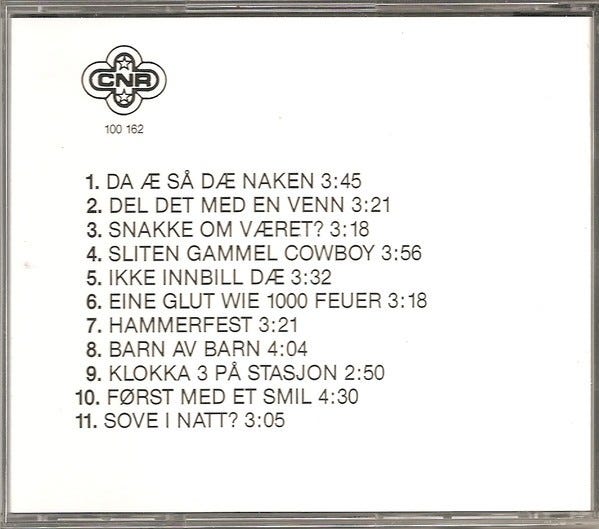 CNR
100 162
1. DA Æ SÅ DÆ NAKEN 3:45
2. DEL DET MED EN VENN 3:21
3. SNAKKE OM VÆRET? 3:18
4. SLITEN GAMMEL COWBOY 3:56
5. IKKE INNBILL DÆ 3:32
6. EINE GLUT WIE 1000 FEUER 3:18
7. HAMMERFEST 3:21
8. BARN AV BARN 4:04
9. KLOKKA 3 PÅ STASJON 2:50
10. FØRST MED ET SMIL 4:30
11. SOVE I NATT? 3:05